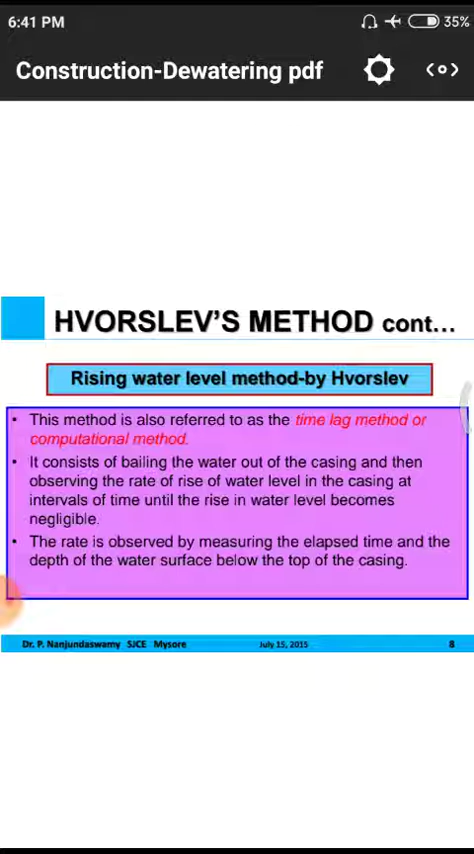 6:41 PM
35%
Construction-Dewatering pdf
HVORSLEV'S METHOD cont...
Rising water level method-by Hvorslev
• This method is also referred to as the time lag method or
computational method.
• It consists of bailing the water out of the casing and then
observing the rate of rise of water level in the casing at
intervals of time until the rise in water level becomes
negligible.
• The rate is observed by measuring the elapsed time and the
depth of the water surface below the top of the casing.
Dr. P. Nanjundaswamy SJCE Mysore July 15, 2015 8